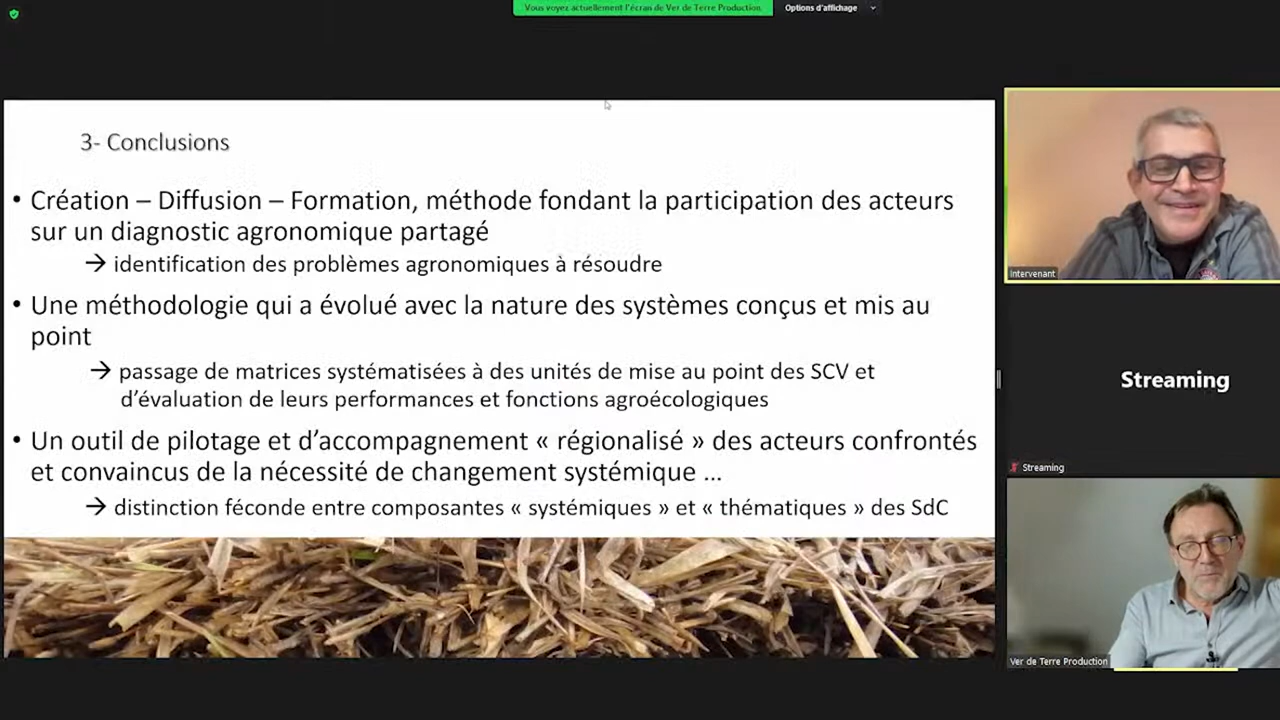 Vous voyez actuellement l'écran de Ver de Terre Production
Options d'affichage
3- Conclusions
• Création – Diffusion – Formation, méthode fondant la participation des acteurs
sur un diagnostic agronomique partagé
→ identification des problèmes agronomiques à résoudre
• Une méthodologie qui a évolué avec la nature des systèmes conçus et mis au
point
→ passage de matrices systématisées à des unités de mise au point des SCV et
d'évaluation de leurs performances et fonctions agroécologiques
• Un outil de pilotage et d'accompagnement « régionalisé » des acteurs confrontés
et convaincus de la nécessité de changement systémique ...
→ distinction féconde entre composantes « systémiques » et « thématiques » des SdC
Intervenant
Streaming
Streaming
Ver de Terre Production